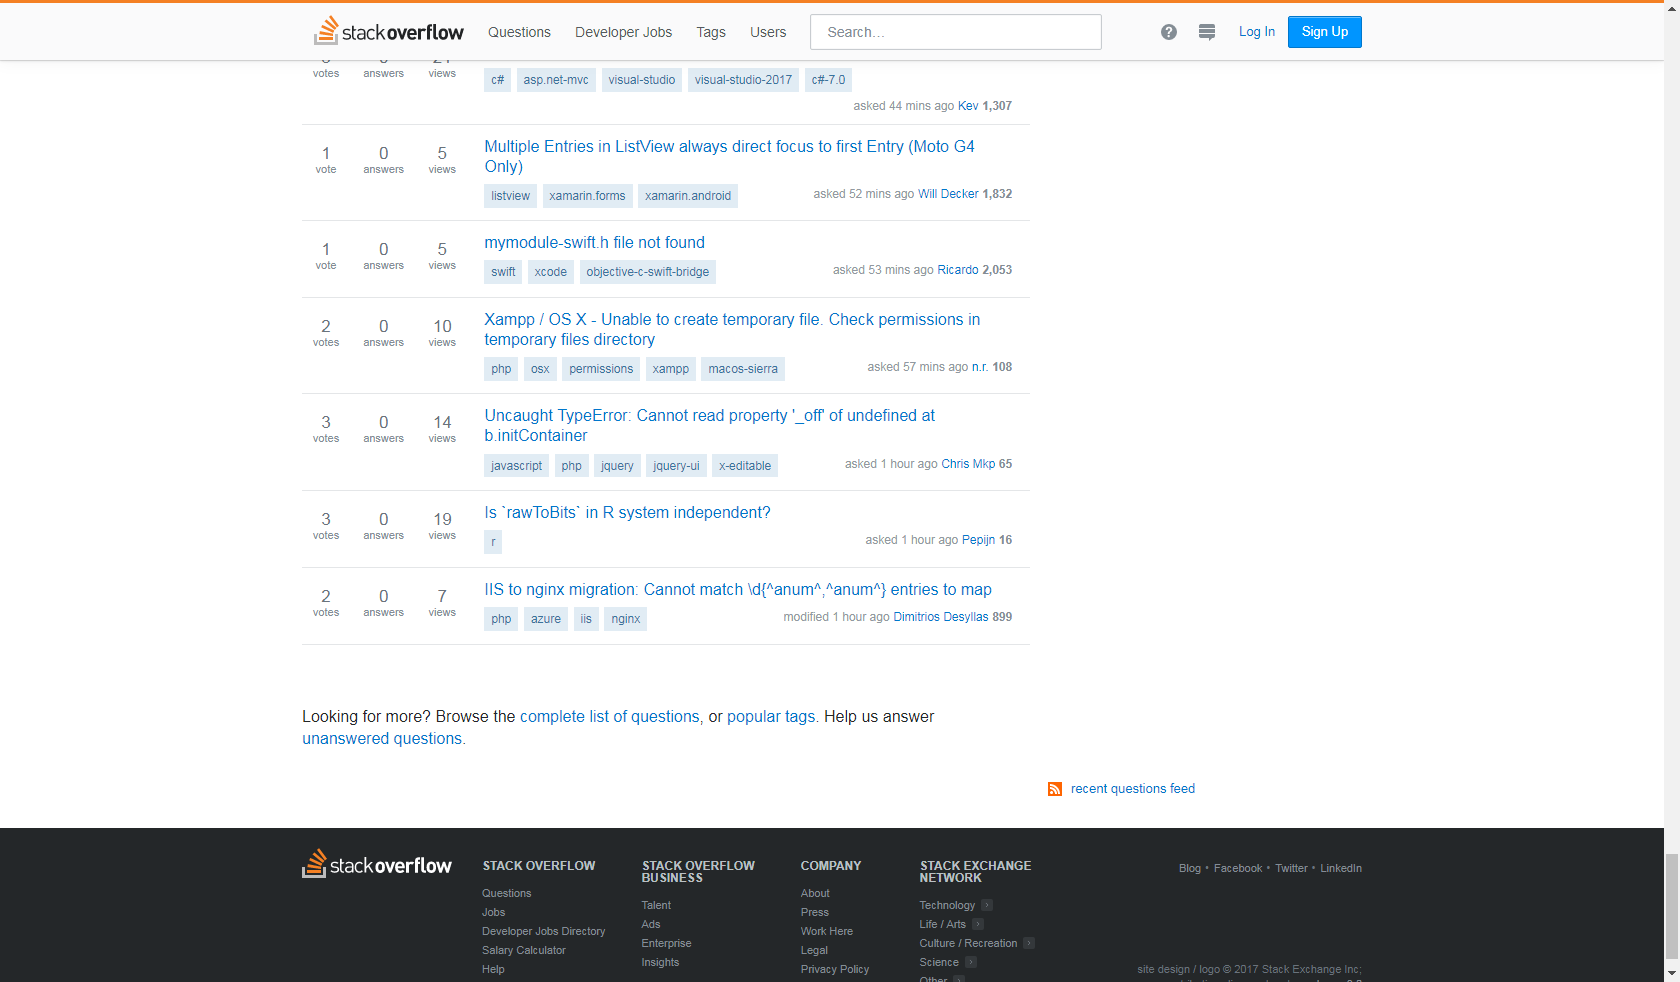 stackoverflow Questions Developer Jobs Tags Users Search... Log In Sign Up
votes answers views
c# asp.net-mvc visual-studio visual-studio-2017 c#-7.0
asked 44 mins ago Kev 1,307
1 0 5
vote answers views
Multiple Entries in ListView always direct focus to first Entry (Moto G4
Only)
listview xamarin.forms xamarin.android
asked 52 mins ago Will Decker 1,832
1 0 5
vote answers views
mymodule-swift.h file not found
swift xcode objective-c-swift-bridge
asked 53 mins ago Ricardo 2,053
2 0 10
votes answers views
Xampp / OS X - Unable to create temporary file. Check permissions in
temporary files directory
php osx permissions xampp macos-sierra
asked 57 mins ago n.r. 108
3 0 14
votes answers views
Uncaught TypeError: Cannot read property '_off' of undefined at
b.initContainer
javascript php jquery jquery-ui x-editable
asked 1 hour ago Chris Mkp 65
3 0 19
votes answers views
Is `rawToBits` in R system independent?
r
asked 1 hour ago Pepijn 16
2 0 7
votes answers views
IIS to nginx migration: Cannot match \d{^anum^,^anum^} entries to map
php azure iis nginx
modified 1 hour ago Dimitrios Desyllas 899
Looking for more? Browse the complete list of questions, or popular tags. Help us answer
unanswered questions.
recent questions feed
stackoverflow
STACK OVERFLOW
Questions
Jobs
Developer Jobs Directory
Salary Calculator
Help
STACK OVERFLOW
BUSINESS
Talent
Ads
Enterprise
Insights
COMPANY
About
Press
Work Here
Legal
Privacy Policy
STACK EXCHANGE
NETWORK
Technology
Life / Arts
Culture / Recreation
Science
Other
Blog • Facebook • Twitter • LinkedIn
site design / logo © 2017 Stack Exchange Inc;